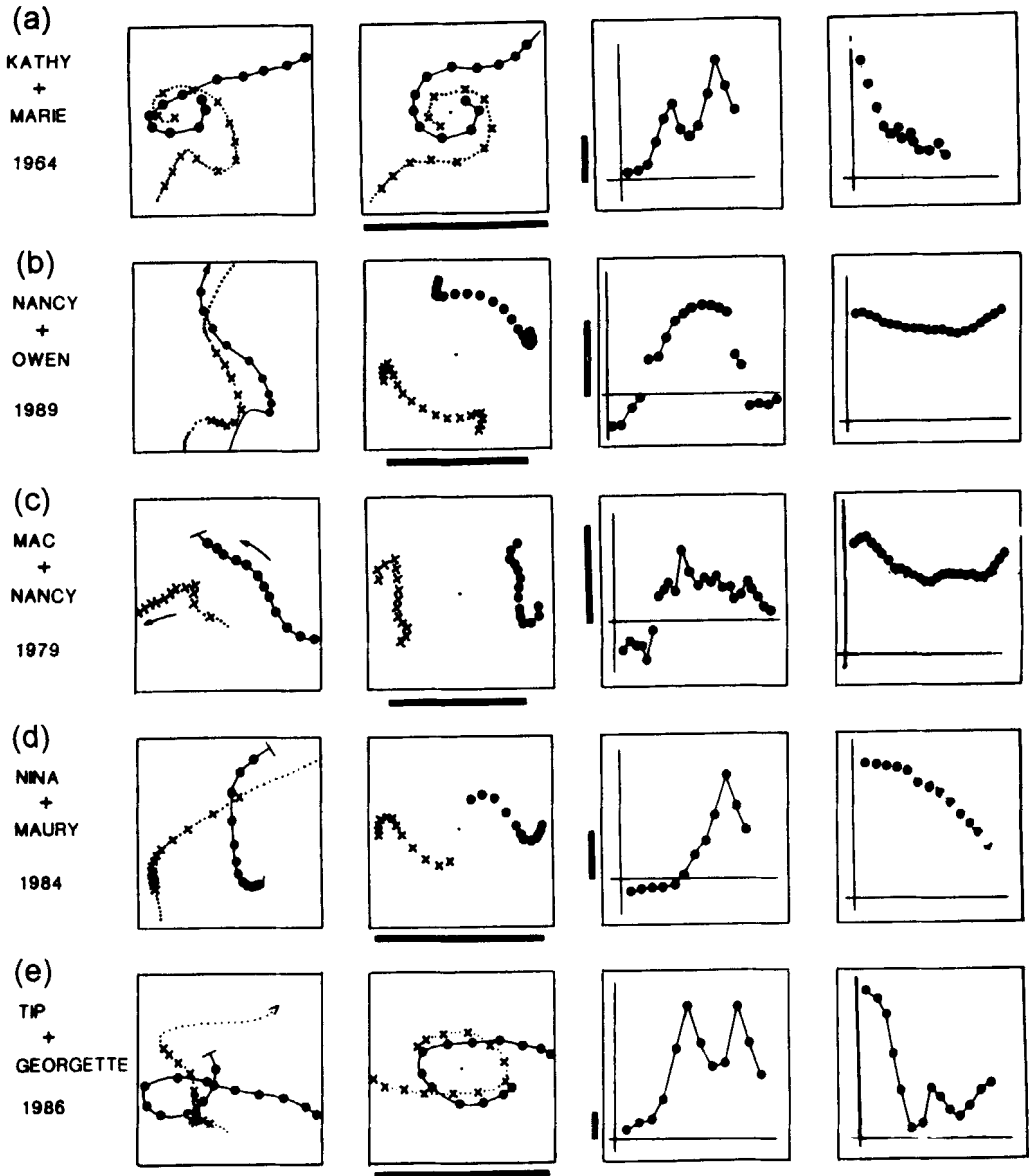 (a)
KATHY
+
MARIE
1964
(b)
NANCY
+
OWEN
1989
(c)
MAC
+
NANCY
1979
(d)
NINA
+
MAURY
1984
(e)
TIP
+
GEORGETTE
1986